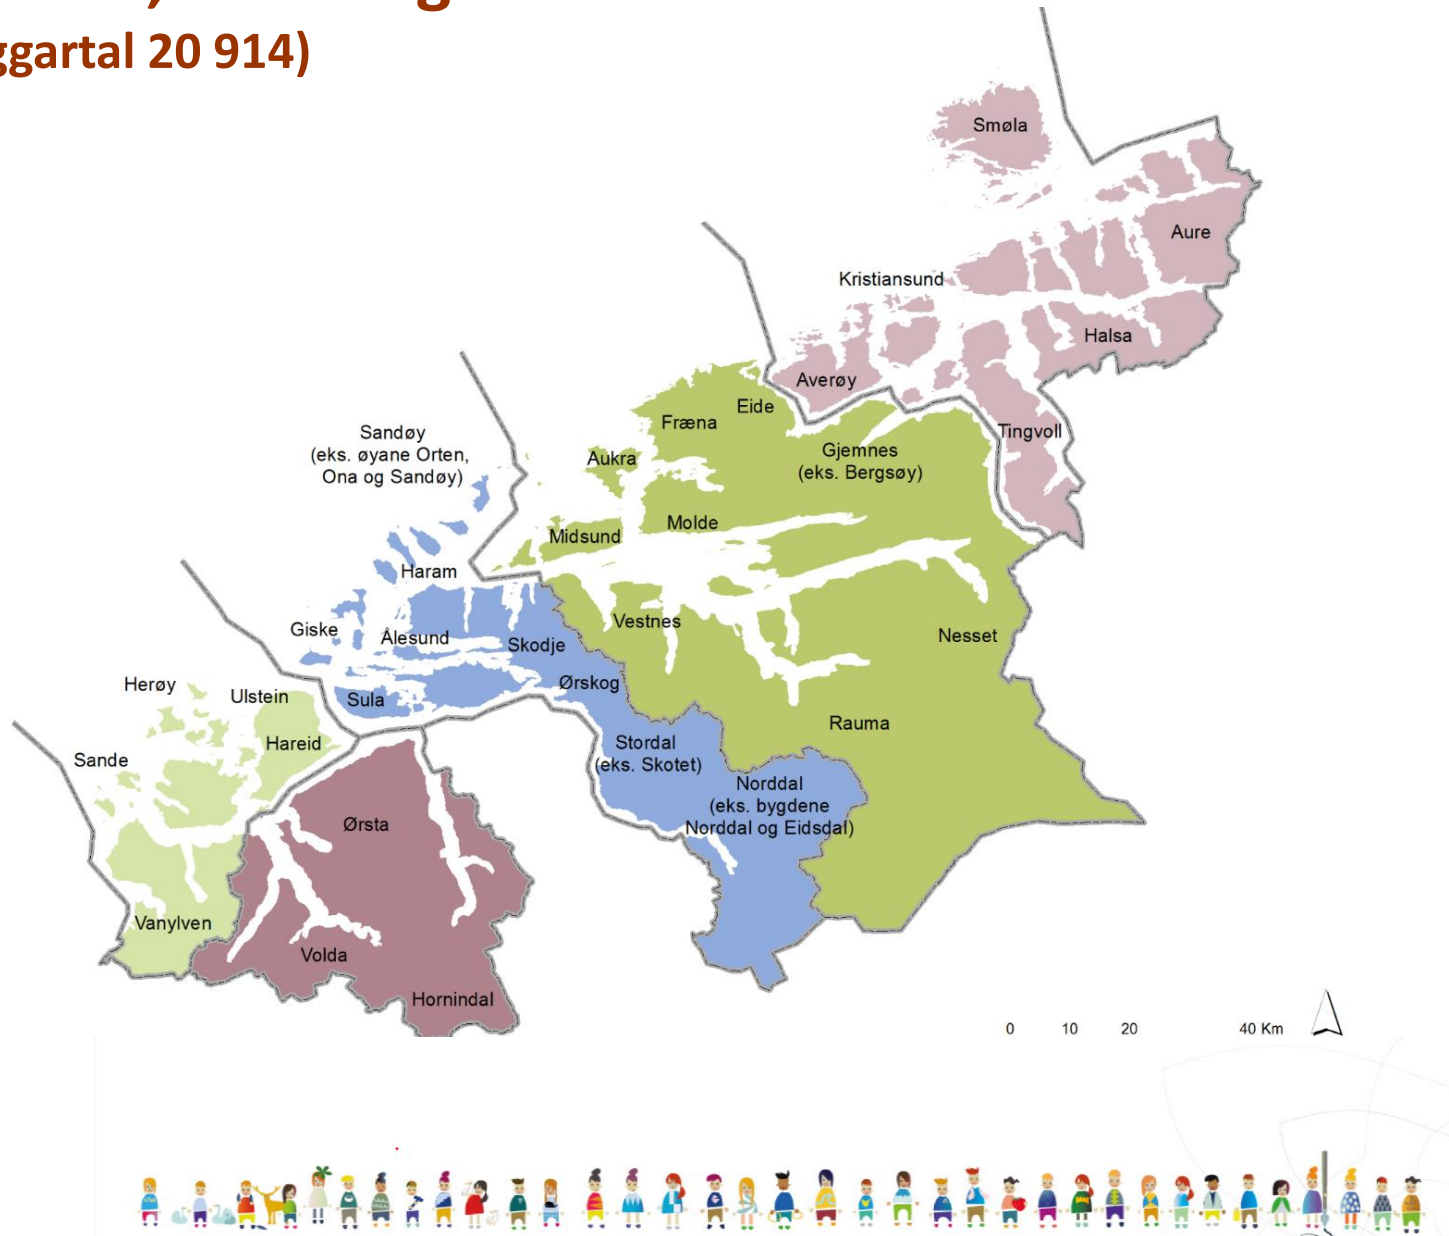 ggartal 20 914)
Smøla
Aure
Kristiansund
Halsa
Averøy
Eide
Fræna
Tingvoll
Sandøy
(eks. øyane Orten,
Ona og Sandøy)
Aukra
Gjemnes
(eks. Bergsøy)
Molde
Midsund
Haram
Vestnes
Giske
Ålesund
Skodje
Nesset
Herøy
Ulstein
Sula
Ørskog
Rauma
Hareid
Stordal
(eks. Skotet)
Sande
Norddal
(eks. bygdene
Norddal og Eidsdal)
Ørsta
Vanylven
Volda
Hornindal
0 10 20 40 Km